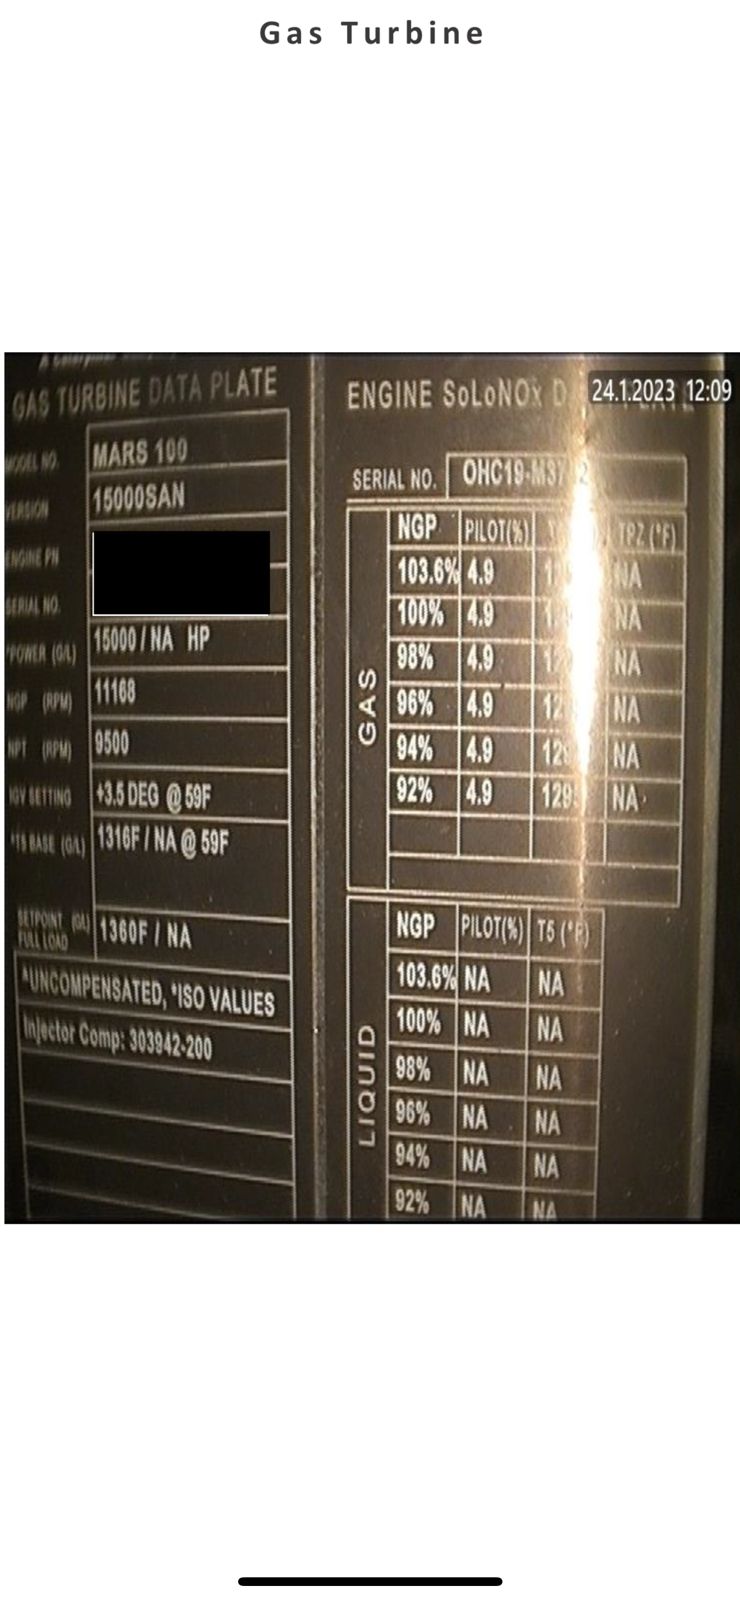 Gas Turbine
GAS TURBINE DATA PLATE
MODEL NO. MARS 100
VERSION 15000SAN
ENGINE PN
SERIAL NO.
*POWER (G/L) 15000 / NA HP
NGP (RPM) 11168
NPT (RPM) 9500
IGV SETTING +3.5 DEG @ 59F
*T5 BASE (G/L) 1316F / NA @ 59F
SETPOINT (G/L)
FULL LOAD 1360F / NA
^UNCOMPENSATED, *ISO VALUES
Injector Comp: 303942-200
ENGINE SoLoNOx
24.1.2023 12:09
SERIAL NO.
GAS
NGP PILOT(%) TPZ (°F)
103.6% 4.9 NA
100% 4.9 NA
98% 4.9 NA
96% 4.9 NA
94% 4.9 NA
92% 4.9 NA
LIQUID
NGP PILOT(%) T5 (°F)
103.6% NA NA
100% NA NA
98% NA NA
96% NA NA
94% NA NA
92% NA NA